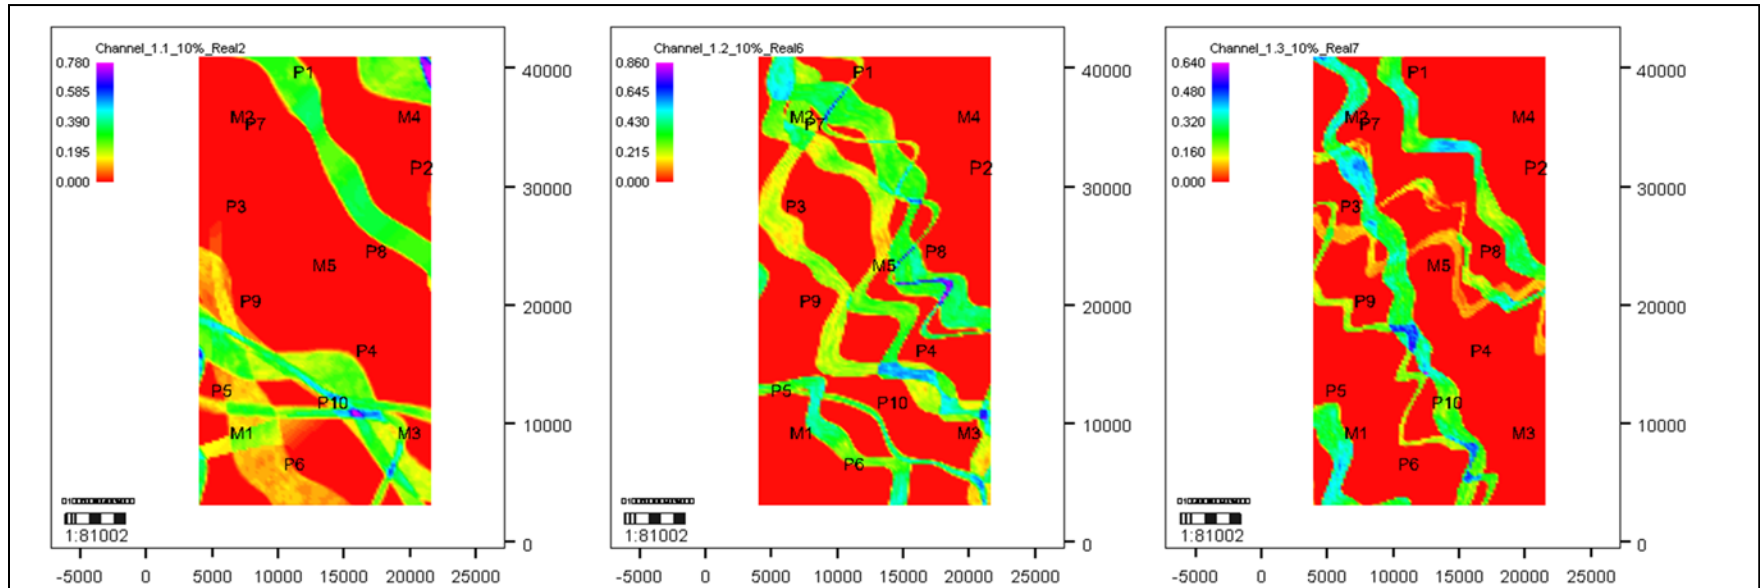 Channel_1.1_10%_Real2
0.780
0.585
0.390
0.195
0.000
P1
M2
P7
M4
P2
P3
P8
M5
P9
P4
P5
P10
M1
M3
P6
1:81002
40000
30000
20000
10000
0
-5000 0 5000 10000 15000 20000 25000
Channel_1.2_10%_Real6
0.860
0.645
0.430
0.215
0.000
P1
M2
P7
M4
P2
P3
P8
M5
P9
P4
P5
P10
M1
M3
P6
1:81002
40000
30000
20000
10000
0
-5000 0 5000 10000 15000 20000 25000
Channel_1.3_10%_Real7
0.640
0.480
0.320
0.160
0.000
P1
M2
P7
M4
P2
P3
P8
M5
P9
P4
P5
P10
M1
M3
P6
1:81002
40000
30000
20000
10000
0
-5000 0 5000 10000 15000 20000 25000